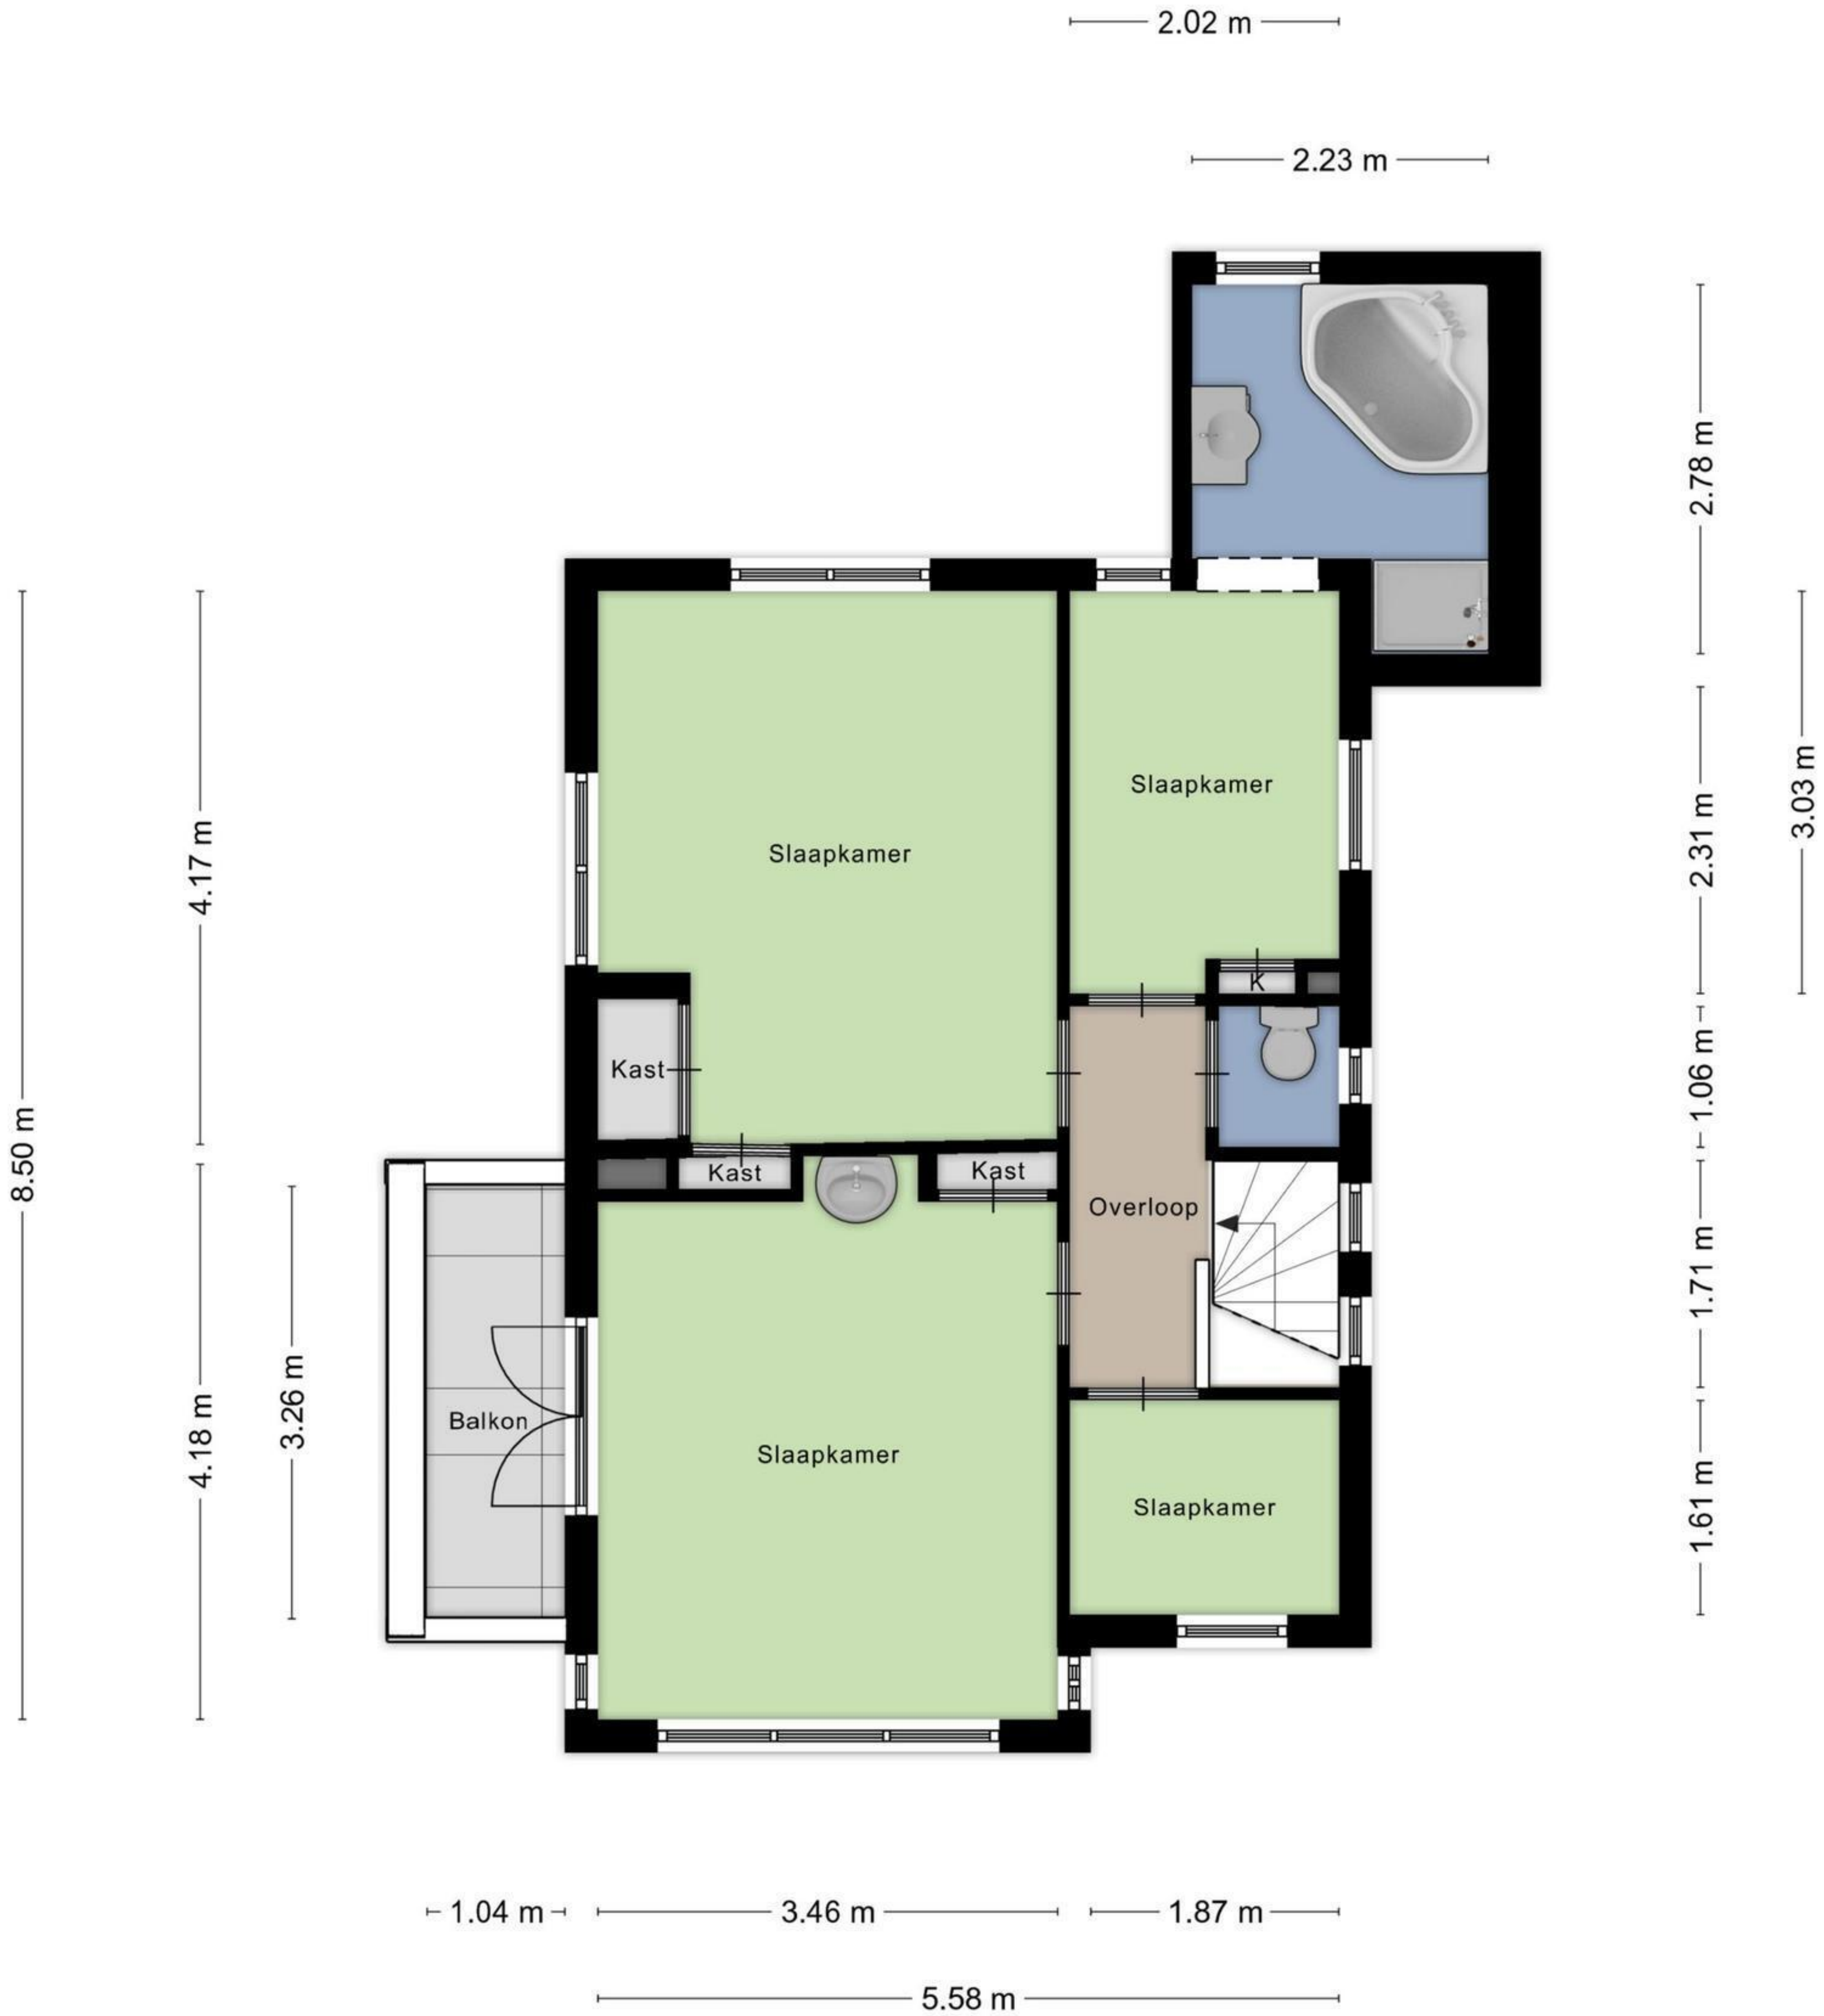 2.02 m
2.23 m
2.78 m
8.50 m
4.17 m
Slaapkamer
Slaapkamer
2.31 m
3.03 m
K
Kast
1.06 m
Kast
Kast
Overloop
1.71 m
4.18 m
3.26 m
Balkon
Slaapkamer
Slaapkamer
1.61 m
1.04 m
3.46 m
1.87 m
5.58 m